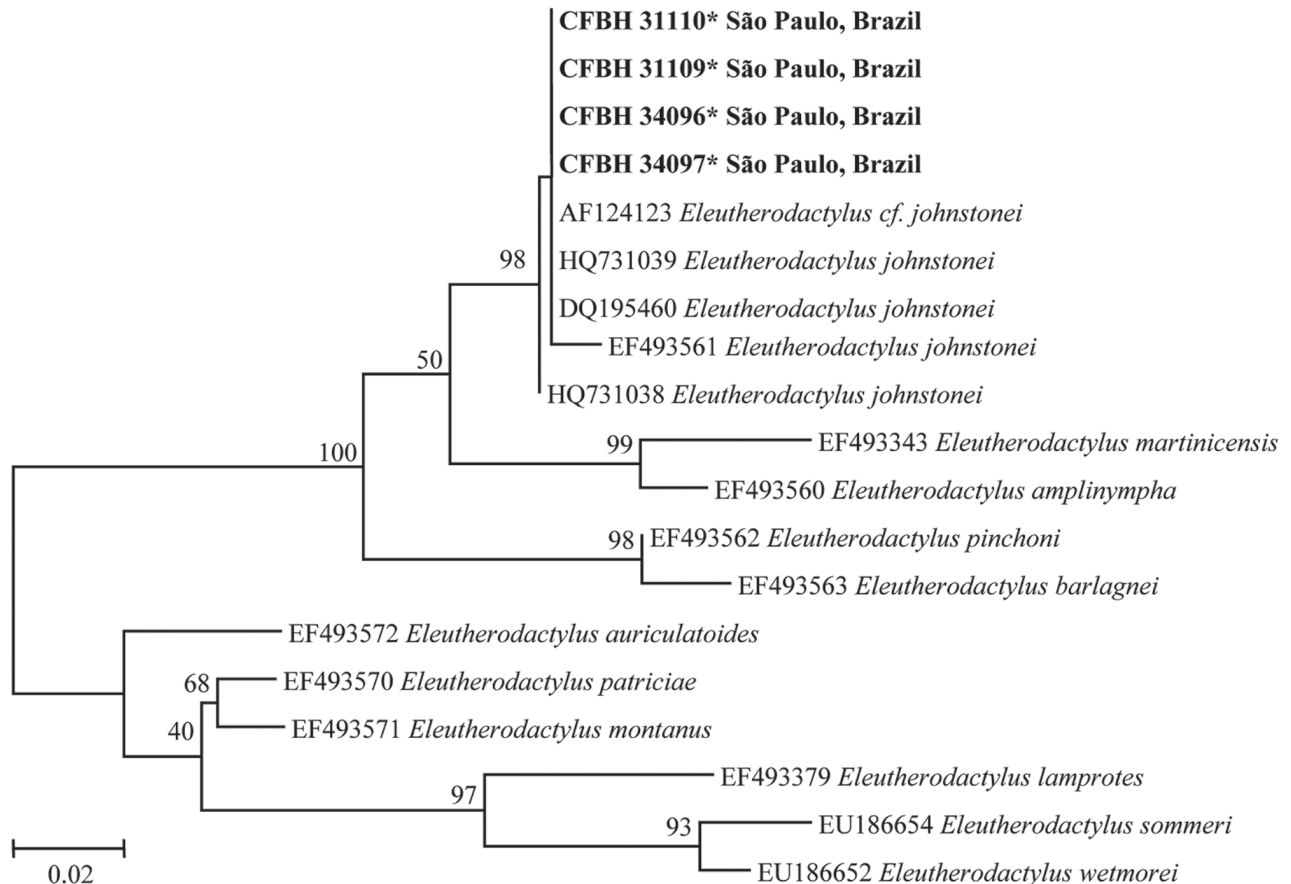 CFBH 31110* São Paulo, Brazil
CFBH 31109* São Paulo, Brazil
CFBH 34096* São Paulo, Brazil
CFBH 34097* São Paulo, Brazil
AF124123 Eleutherodactylus cf. johnstonei
98
HQ731039 Eleutherodactylus johnstonei
DQ195460 Eleutherodactylus johnstonei
EF493561 Eleutherodactylus johnstonei
50
HQ731038 Eleutherodactylus johnstonei
99
EF493343 Eleutherodactylus martinicensis
100
EF493560 Eleutherodactylus amplinympha
98
EF493562 Eleutherodactylus pinchoni
EF493563 Eleutherodactylus barlagnei
EF493572 Eleutherodactylus auriculatoides
68
EF493570 Eleutherodactylus patriciae
40
EF493571 Eleutherodactylus montanus
EF493379 Eleutherodactylus lamprotes
97
93
EU186654 Eleutherodactylus sommeri
EU186652 Eleutherodactylus wetmorei
0.02